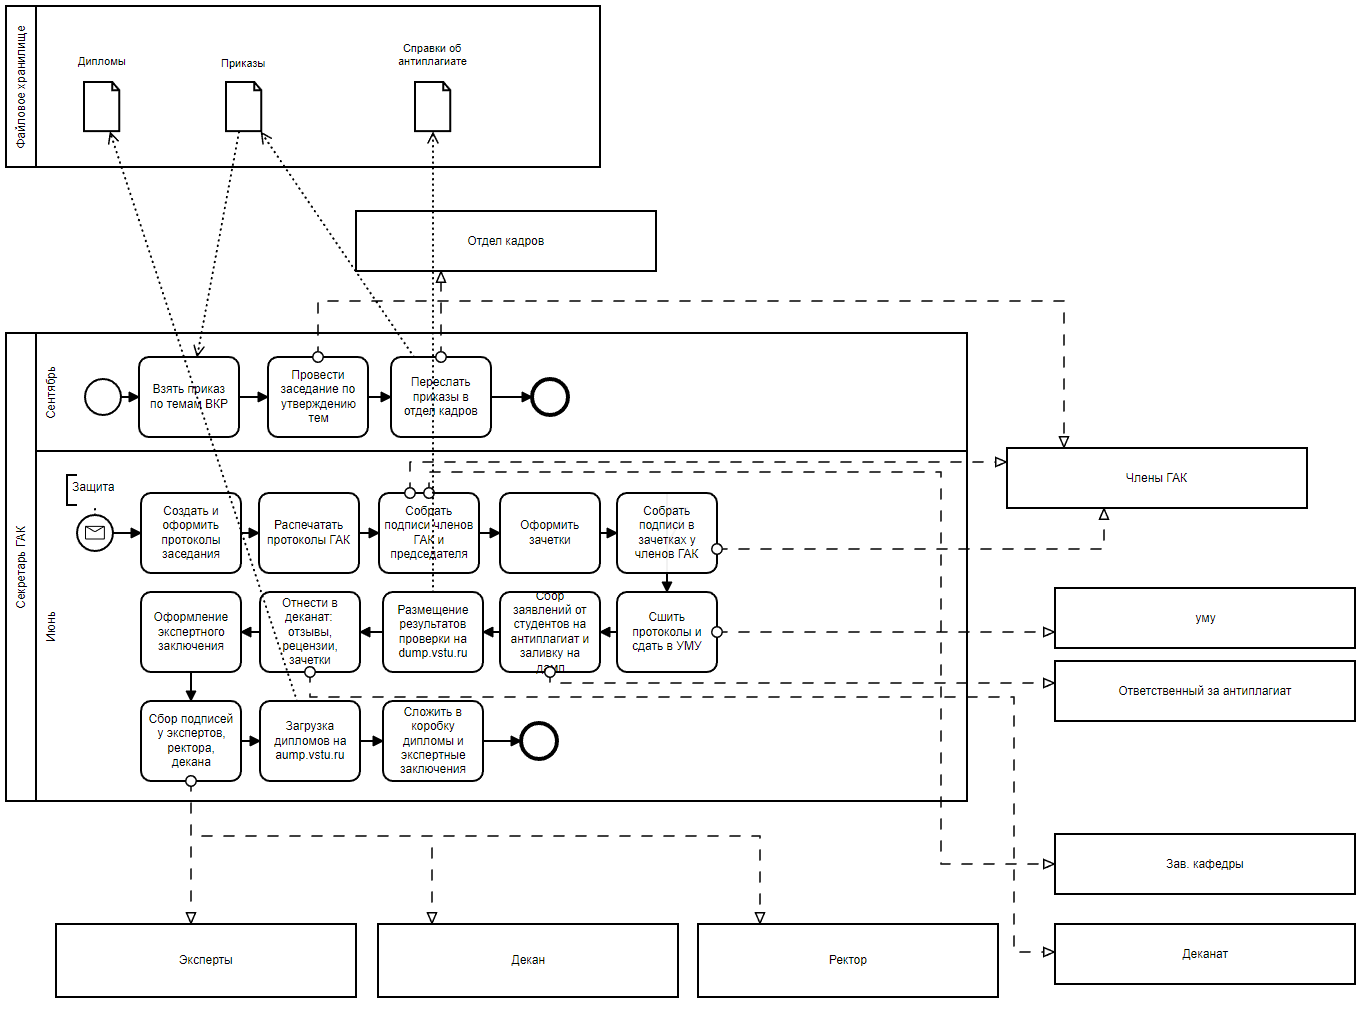 Файловое хранилище
Дипломы
Приказы
Справки об
антиплагиате
Отдел кадров
Секретарь ГАК
Сентябрь
Взять приказ
по темам ВКР
Провести
заседание по
утверждению
тем
Переслать
приказы в
отдел кадров
Июнь
Защита
Создать и
оформить
протоколы
заседания
Распечатать
протоколы ГАК
Собрать
подписи членов
ГАК и
председателя
Оформить
зачетки
Собрать
подписи в
зачетках у
членов ГАК
Члены ГАК
Оформление
экспертного
заключения
Отнести в
деканат:
отзывы,
рецензии,
зачетки
Размещение
результатов
проверки на
dump.vstu.ru
Сбор
заявлений от
студентов на
антиплагиат и
заливку на
дамп
Сшить
протоколы и
сдать в УМУ
уму
Ответственный за антиплагиат
Сбор подписей
у экспертов,
ректора,
декана
Загрузка
дипломов на
aump.vstu.ru
Сложить в
коробку
дипломы и
экспертные
заключения
Зав. кафедры
Эксперты
Декан
Ректор
Деканат